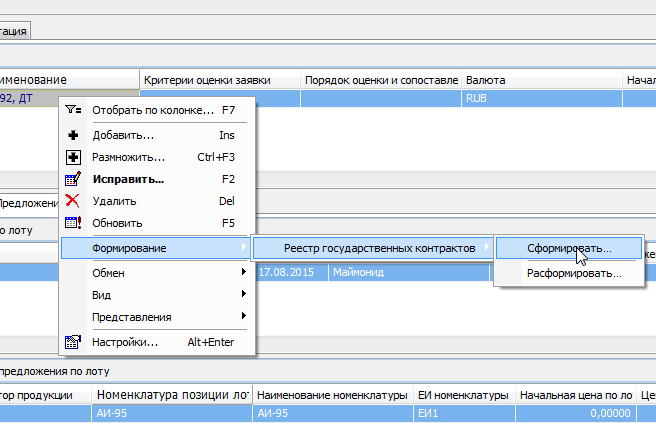 тация
именование Критерии оценки заявки Порядок оценки и сопоставле Валюта Начал
92, ДТ RUB
Отобрать по колонке... F7
Добавить... Ins
Размножить... Ctrl+F3
Исправить... F2
Удалить Del
Предложени
Обновить F5
о лоту
Формирование Реестр государственных контрактов Сформировать...
же
Обмен 17.08.2015 Маймонид Расформировать...
Вид
Представления
Настройки... Alt+Enter
предложения по лоту
тор продукции Номенклатура позиции лот Наименование номенклатуры ЕИ номенклатуры Начальная цена по ло Це
АИ-95 АИ-95 ЕИ1 0,00000